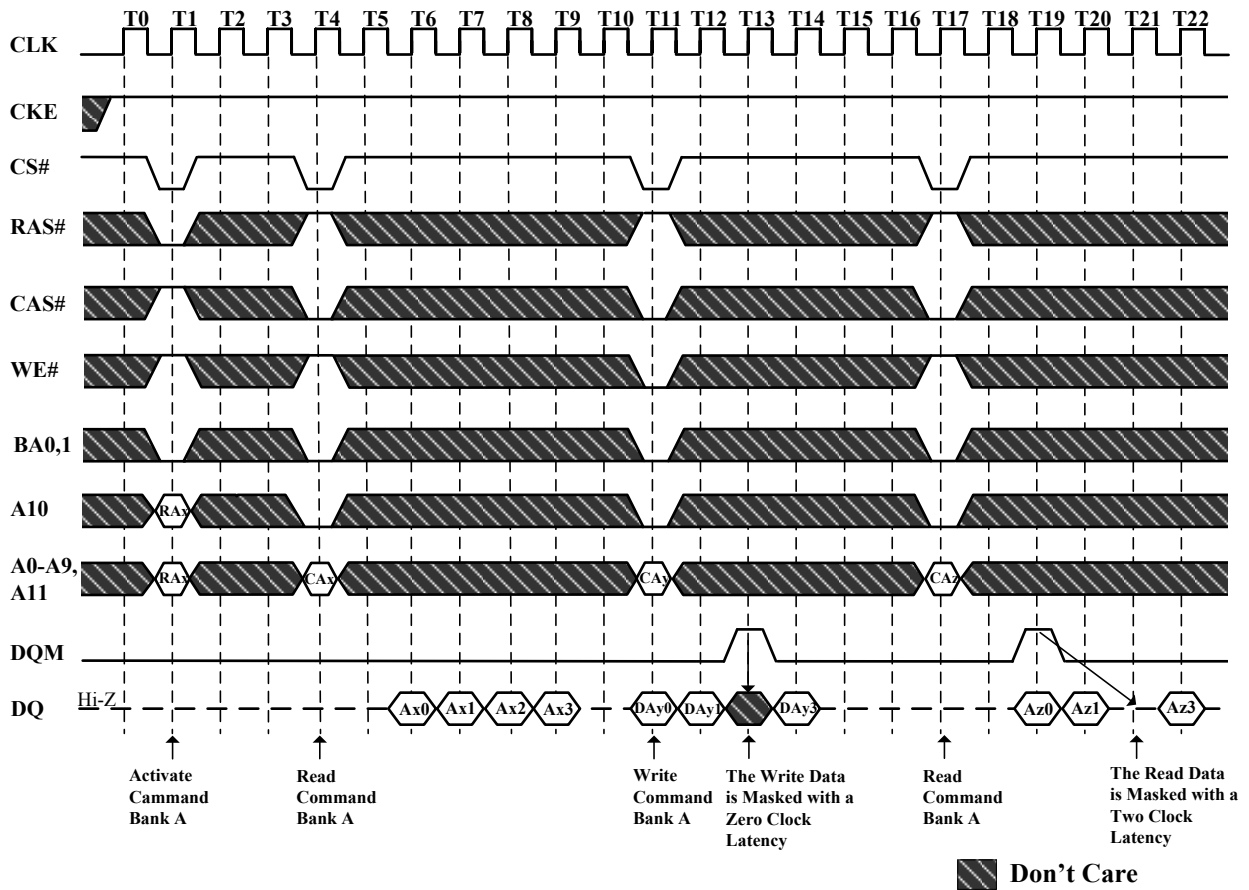 T0 T1 T2 T3 T4 T5 T6 T7 T8 T9 T10 T11 T12 T13 T14 T15 T16 T17 T18 T19 T20 T21 T22
CLK
CKE
CS#
RAS#
CAS#
WE#
BA0,1
A10
RAx
A0-A9,
A11
RAx CAx CAy CAz
DQM
DQ
Hi-Z
Ax0 Ax1 Ax2 Ax3 DAy0 DAy1 DAy3 Az0 Az1 Az3
Activate
Cammand
Bank A
Read
Command
Bank A
Write
Command
Bank A
The Write Data
is Masked with a
Zero Clock
Latency
Read
Command
Bank A
The Read Data
is Masked with a
Two Clock
Latency
Don't Care